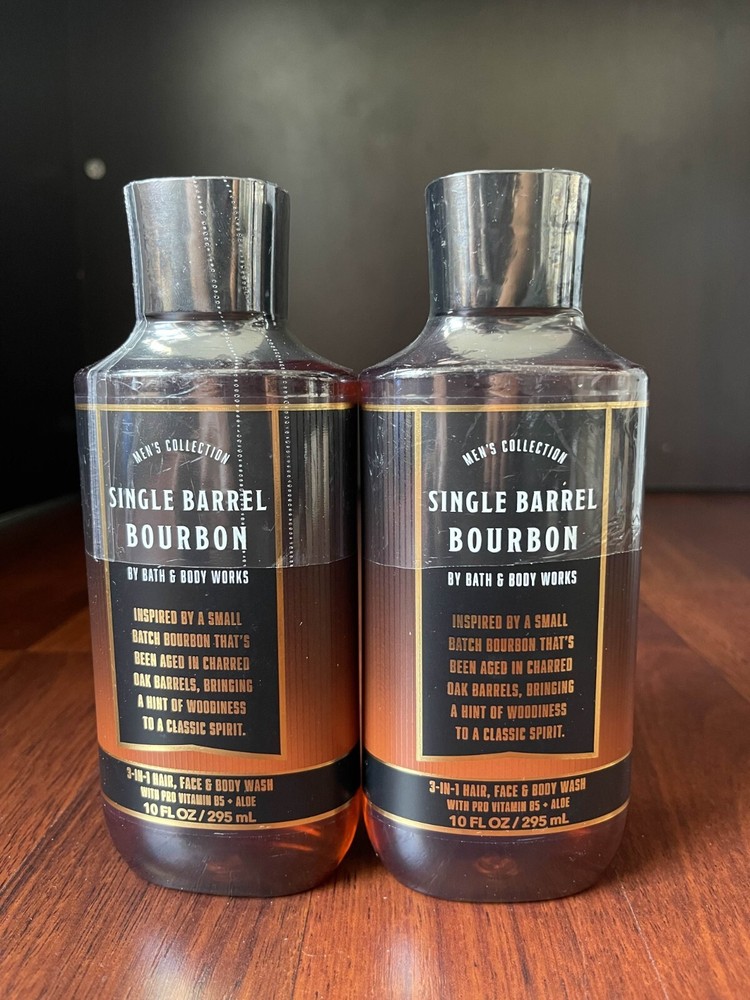 MEN'S COLLECTION
SINGLE BARREL
BOURBON
BY BATH & BODY WORKS
INSPIRED BY A SMALL
BATCH BOURBON THAT'S
BEEN AGED IN CHARRED
OAK BARRELS, BRINGING
A HINT OF WOODINESS
TO A CLASSIC SPIRIT.
3-IN-1 HAIR, FACE & BODY WASH
WITH PRO VITAMIN B5 + ALOE
10 FL OZ / 295 mL
MEN'S COLLECTION
SINGLE BARREL
BOURBON
BY BATH & BODY WORKS
INSPIRED BY A SMALL
BATCH BOURBON THAT'S
BEEN AGED IN CHARRED
OAK BARRELS, BRINGING
A HINT OF WOODINESS
TO A CLASSIC SPIRIT.
3-IN-1 HAIR, FACE & BODY WASH
WITH PRO VITAMIN B5 + ALOE
10 FL OZ / 295 mL